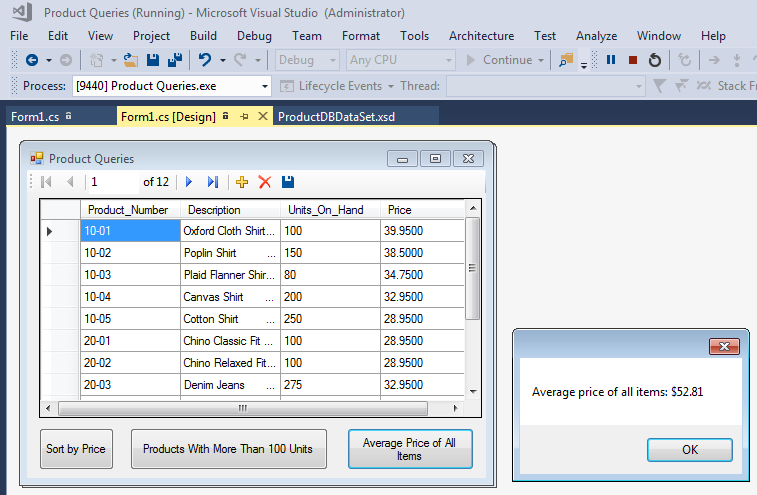 Product Queries (Running) - Microsoft Visual Studio (Administrator)
File Edit View Project Build Debug Team Format Tools Architecture Test Analyze Window Help
Debug Any CPU Continue
Process: [9440] Product Queries.exe Lifecycle Events Thread: Stack Fr
Form1.cs Form1.cs [Design] ProductDBDataSet.xsd
Product Queries
1 of 12
Product_Number Description Units_On_Hand Price
10-01 Oxford Cloth Shirt... 100 39.9500
10-02 Poplin Shirt ... 150 38.5000
10-03 Plaid Flanner Shir... 80 34.7500
10-04 Canvas Shirt ... 200 32.9500
10-05 Cotton Shirt ... 250 28.9500
20-01 Chino Classic Fit ... 100 28.9500
20-02 Chino Relaxed Fit... 100 28.9500
20-03 Denim Jeans ... 275 32.9500
Sort by Price Products With More Than 100 Units Average Price of All
Items
Average price of all items: $52.81
OK